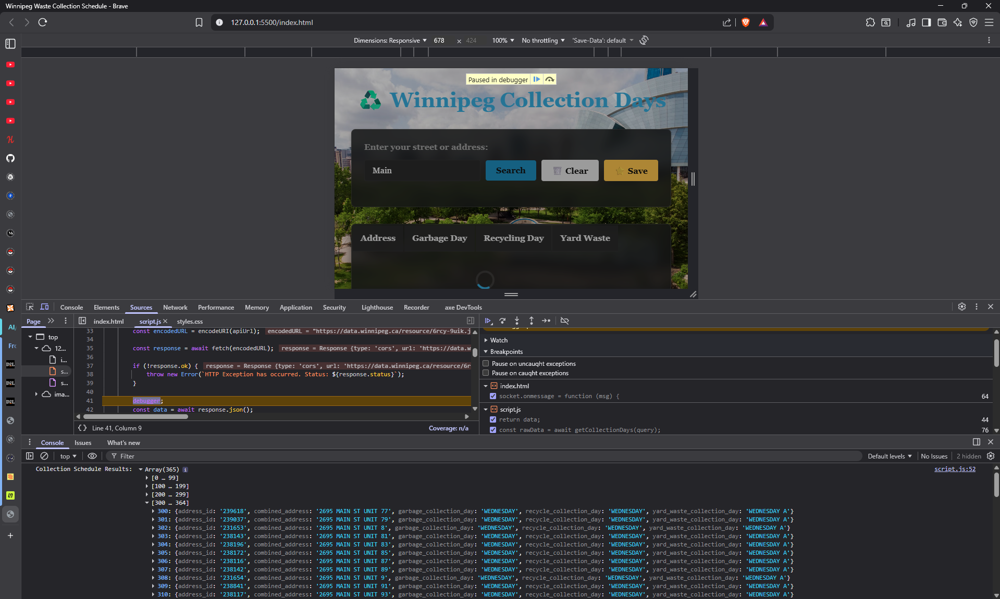 Winnipeg Waste Collection Schedule - Brave
127.0.0.1:5500/index.html
Dimensions: Responsive 678 × 424 100% No throttling 'Save-Data': default
Paused in debugger
Winnipeg Collection Days
Enter your street or address:
Main Search Clear Save
Address Garbage Day Recycling Day Yard Waste
Console Elements Sources Network Performance Memory Application Security Lighthouse Recorder axe DevTools
Page index.html script.js styles.css
top
12...
i...
s...
s...
ima...
33 const encodedURL = encodeURI(apiUrl); encodedURL = "https://data.winnipeg.ca/resource/6rcy-9uik.j
34
35 const response = await fetch(encodedURL); response = Response {type: 'cors', url: 'https://data.w
36
37 if (!response.ok) { response = Response {type: 'cors', url: 'https://data.winnipeg.ca/resource/6r
38 throw new Error(`HTTP Exception has occurred. Status: ${response.status}`);
39 }
40
41 debugger;
42 const data = await response.json();
{} Line 41, Column 9 Coverage: n/a
Watch
Breakpoints
Pause on uncaught exceptions
Pause on caught exceptions
index.html
socket.onmessage = function (msg) { 64
script.js
return data; 44
const rawData = await getCollectionDays(query); 76
AI/
Fro
D2L
D2L
D2L
Console Issues What's new
top Filter Default levels No Issues 2 hidden
Collection Schedule Results: Array(365) i script.js:52
[0 … 99]
[100 … 199]
[200 … 299]
[300 … 364]
300: {address_id: '239618', combined_address: '2695 MAIN ST UNIT 77', garbage_collection_day: 'WEDNESDAY', recycle_collection_day: 'WEDNESDAY', yard_waste_collection_day: 'WEDNESDAY A'}
301: {address_id: '239037', combined_address: '2695 MAIN ST UNIT 79', garbage_collection_day: 'WEDNESDAY', recycle_collection_day: 'WEDNESDAY', yard_waste_collection_day: 'WEDNESDAY A'}
302: {address_id: '231653', combined_address: '2695 MAIN ST UNIT 8', garbage_collection_day: 'WEDNESDAY', recycle_collection_day: 'WEDNESDAY', yard_waste_collection_day: 'WEDNESDAY A'}
303: {address_id: '238143', combined_address: '2695 MAIN ST UNIT 81', garbage_collection_day: 'WEDNESDAY', recycle_collection_day: 'WEDNESDAY', yard_waste_collection_day: 'WEDNESDAY A'}
304: {address_id: '238196', combined_address: '2695 MAIN ST UNIT 83', garbage_collection_day: 'WEDNESDAY', recycle_collection_day: 'WEDNESDAY', yard_waste_collection_day: 'WEDNESDAY A'}
305: {address_id: '238172', combined_address: '2695 MAIN ST UNIT 85', garbage_collection_day: 'WEDNESDAY', recycle_collection_day: 'WEDNESDAY', yard_waste_collection_day: 'WEDNESDAY A'}
306: {address_id: '238116', combined_address: '2695 MAIN ST UNIT 87', garbage_collection_day: 'WEDNESDAY', recycle_collection_day: 'WEDNESDAY', yard_waste_collection_day: 'WEDNESDAY A'}
307: {address_id: '238142', combined_address: '2695 MAIN ST UNIT 89', garbage_collection_day: 'WEDNESDAY', recycle_collection_day: 'WEDNESDAY', yard_waste_collection_day: 'WEDNESDAY A'}
308: {address_id: '231654', combined_address: '2695 MAIN ST UNIT 9', garbage_collection_day: 'WEDNESDAY', recycle_collection_day: 'WEDNESDAY', yard_waste_collection_day: 'WEDNESDAY A'}
309: {address_id: '238841', combined_address: '2695 MAIN ST UNIT 91', garbage_collection_day: 'WEDNESDAY', recycle_collection_day: 'WEDNESDAY', yard_waste_collection_day: 'WEDNESDAY A'}
310: {address_id: '238117', combined_address: '2695 MAIN ST UNIT 93', garbage_collection_day: 'WEDNESDAY', recycle_collection_day: 'WEDNESDAY', yard_waste_collection_day: 'WEDNESDAY A'}